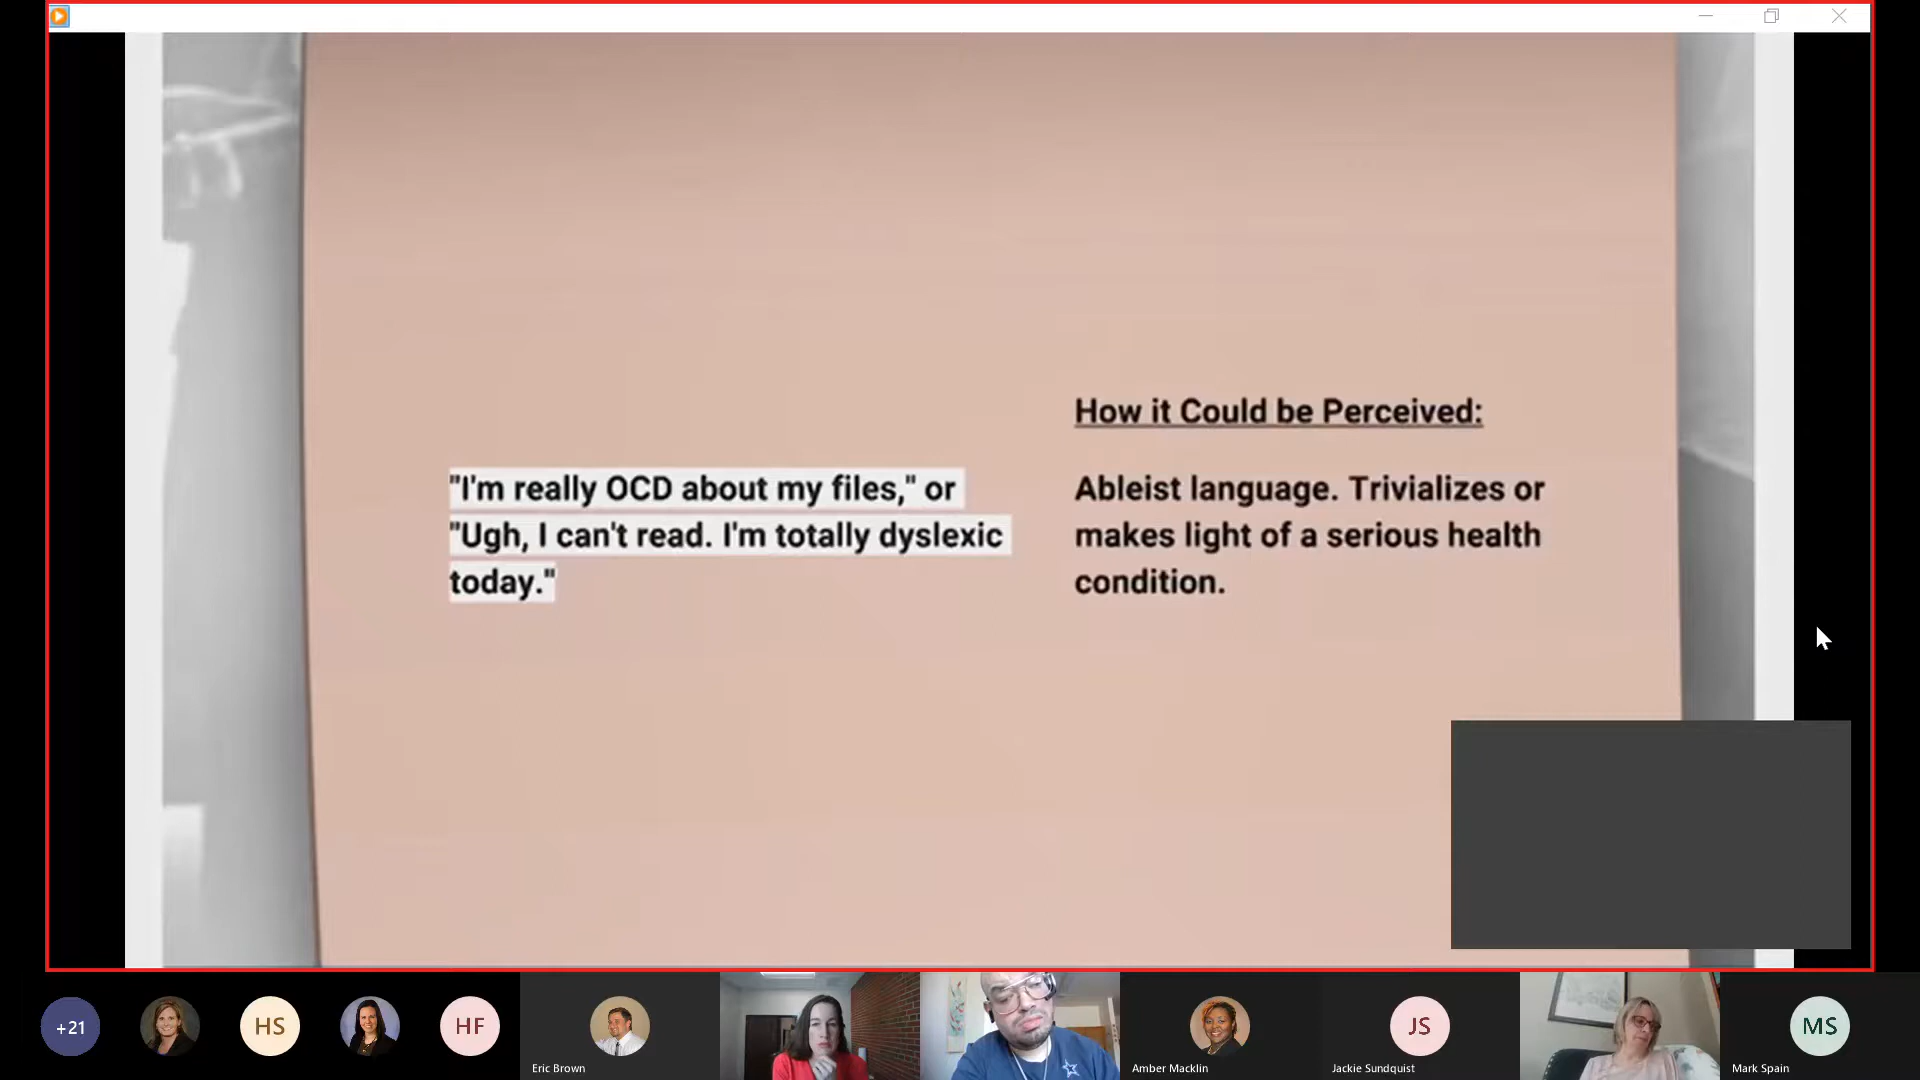 How it Could be Perceived:
"I'm really OCD about my files," or
"Ugh, I can't read. I'm totally dyslexic
today."
Ableist language. Trivializes or
makes light of a serious health
condition.
+21
HS
HF
Eric Brown
Amber Macklin
JS
Jackie Sundquist
MS
Mark Spain